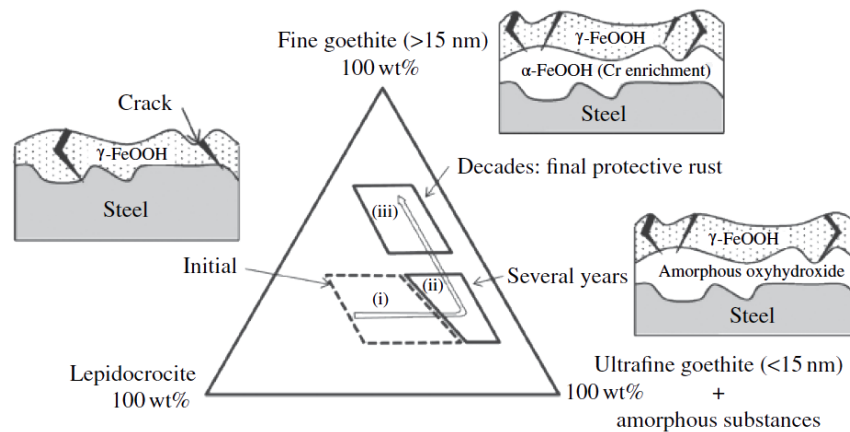 Fine goethite (>15 nm)
100 wt%
γ-FeOOH
α-FeOOH (Cr enrichment)
Steel
Crack
γ-FeOOH
Steel
Decades: final protective rust
(iii)
γ-FeOOH
Amorphous oxyhydroxide
Steel
Initial
Several years
(i)
(ii)
Lepidocrocite
100 wt%
Ultrafine goethite (<15 nm)
100 wt%
+
amorphous substances